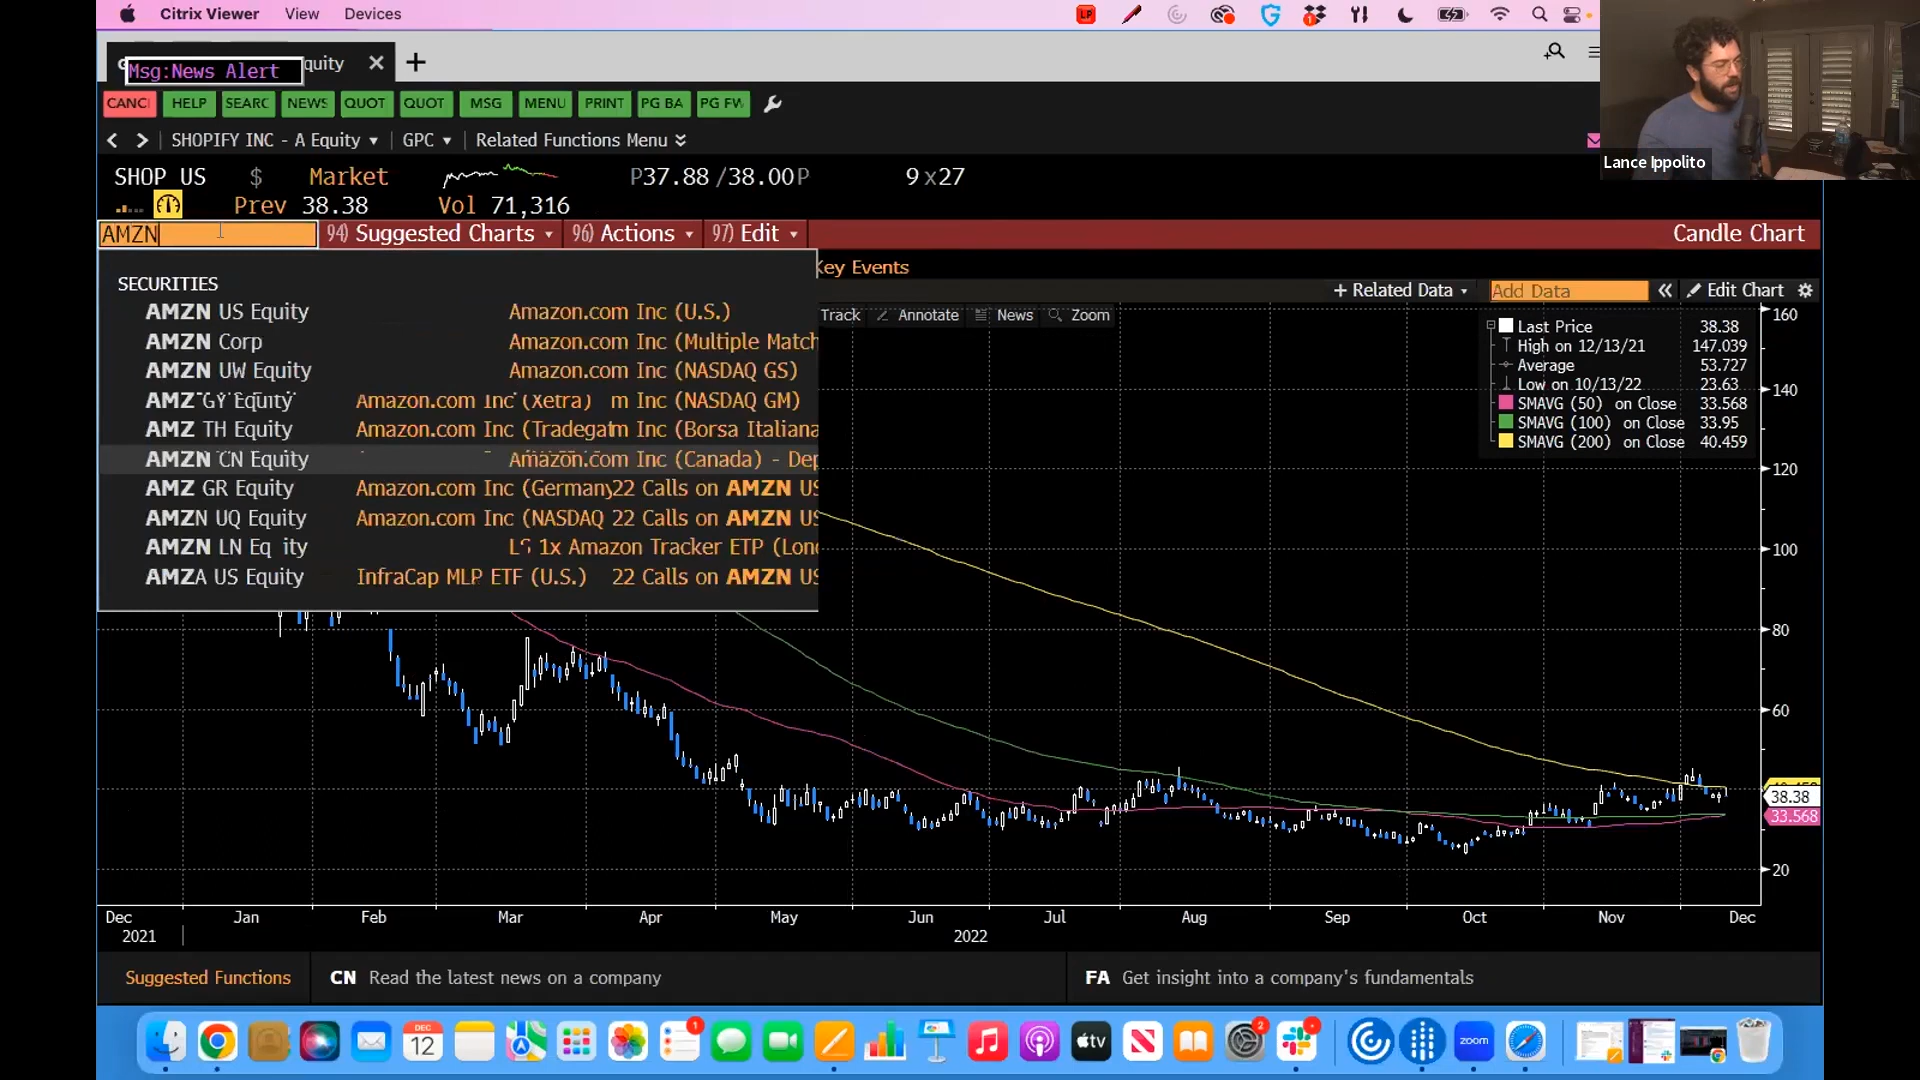 Citrix Viewer View Devices
Msg:News Alert quity
CANC HELP SEARC NEWS QUOT QUOT MSG MENU PRINT PG BA PG FW
SHOPIFY INC - A Equity GPC Related Functions Menu
Lance Ippolito
SHOP US $ Market P37.88 /38.00P 9 x27
Prev 38.38 Vol 71,316
AMZN 94) Suggested Charts 96) Actions 97) Edit Candle Chart
Key Events
SECURITIES
+ Related Data Add Data « Edit Chart
Track Annotate News Zoom
AMZN US Equity Amazon.com Inc (U.S.)
AMZN Corp Amazon.com Inc (Multiple Match
AMZN UW Equity Amazon.com Inc (NASDAQ GS)
AMZ GY Equity Amazon.com Inc (Xetra) m Inc (NASDAQ GM)
AMZ TH Equity Amazon.com Inc (Tradegat m Inc (Borsa Italiana
AMZN CN Equity Amazon.com Inc (Canada) - Dep
AMZ GR Equity Amazon.com Inc (Germany 22 Calls on AMZN US
AMZN UQ Equity Amazon.com Inc (NASDAQ 22 Calls on AMZN US
AMZN LN Eq ity 1x Amazon Tracker ETP (Lon
AMZA US Equity InfraCap MLP ETF (U.S.) 22 Calls on AMZN US
Last Price 38.38
High on 12/13/21 147.039
Average 53.727
Low on 10/13/22 23.63
SMAVG (50) on Close 33.568
SMAVG (100) on Close 33.95
SMAVG (200) on Close 40.459
160
140
120
100
80
60
38.38
33.568
20
Dec Jan Feb Mar Apr May Jun Jul Aug Sep Oct Nov Dec
2021 2022
Suggested Functions CN Read the latest news on a company FA Get insight into a company's fundamentals
DEC
12
1
tv
2
zoom